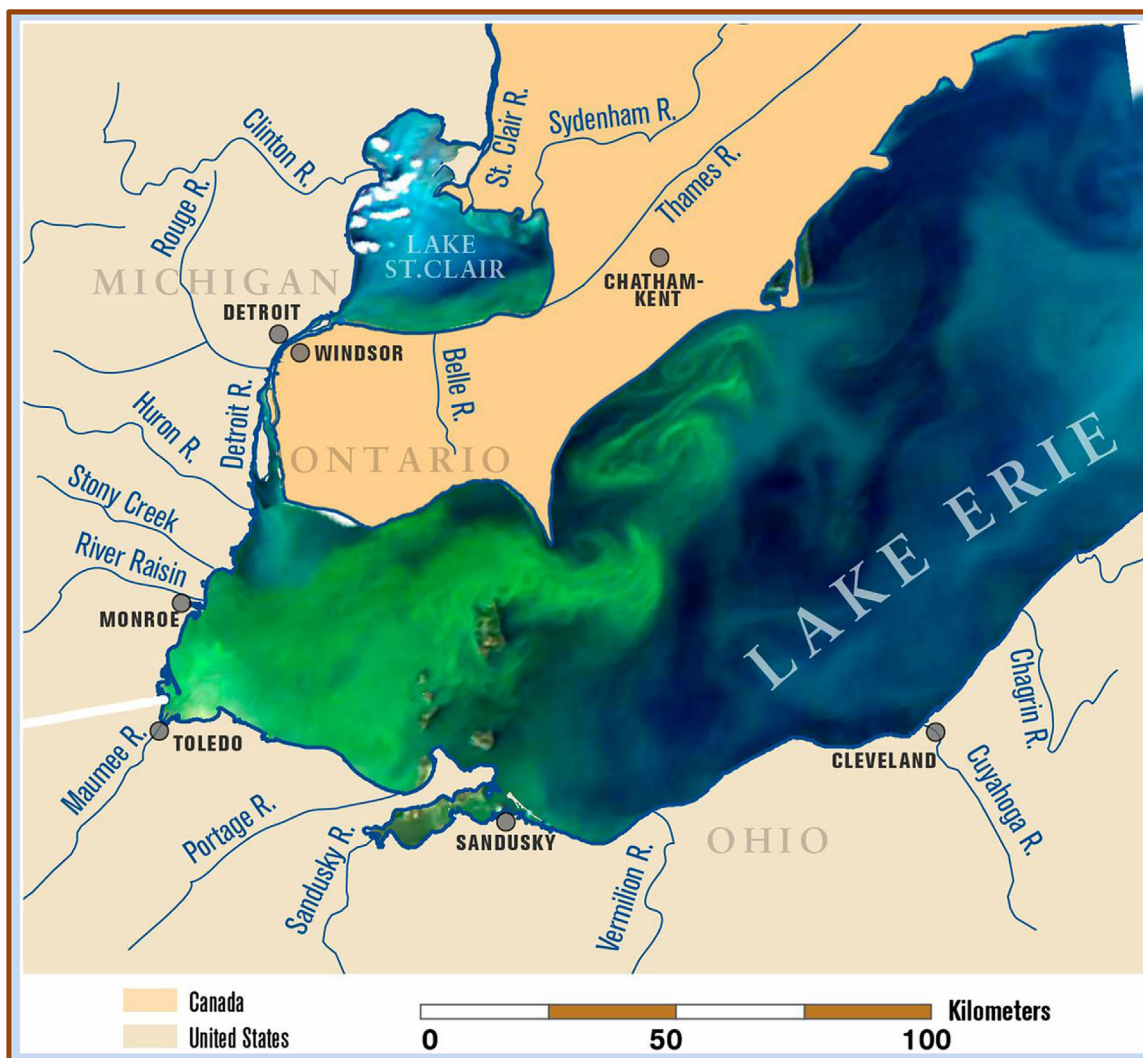 Clinton R.
St. Clair R.
Sydenham R.
Rouge R.
Thames R.
LAKE
ST.CLAIR
MICHIGAN
CHATHAM-
KENT
DETROIT
WINDSOR
Belle R.
Detroit R.
Huron R.
ONTARIO
Stony Creek
River Raisin
MONROE
LAKE ERIE
Maumee R.
TOLEDO
Chagrin R.
CLEVELAND
Cuyahoga R.
Portage R.
Sandusky R.
SANDUSKY
Vermilion R.
OHIO
Canada
United States
Kilometers
0
50
100